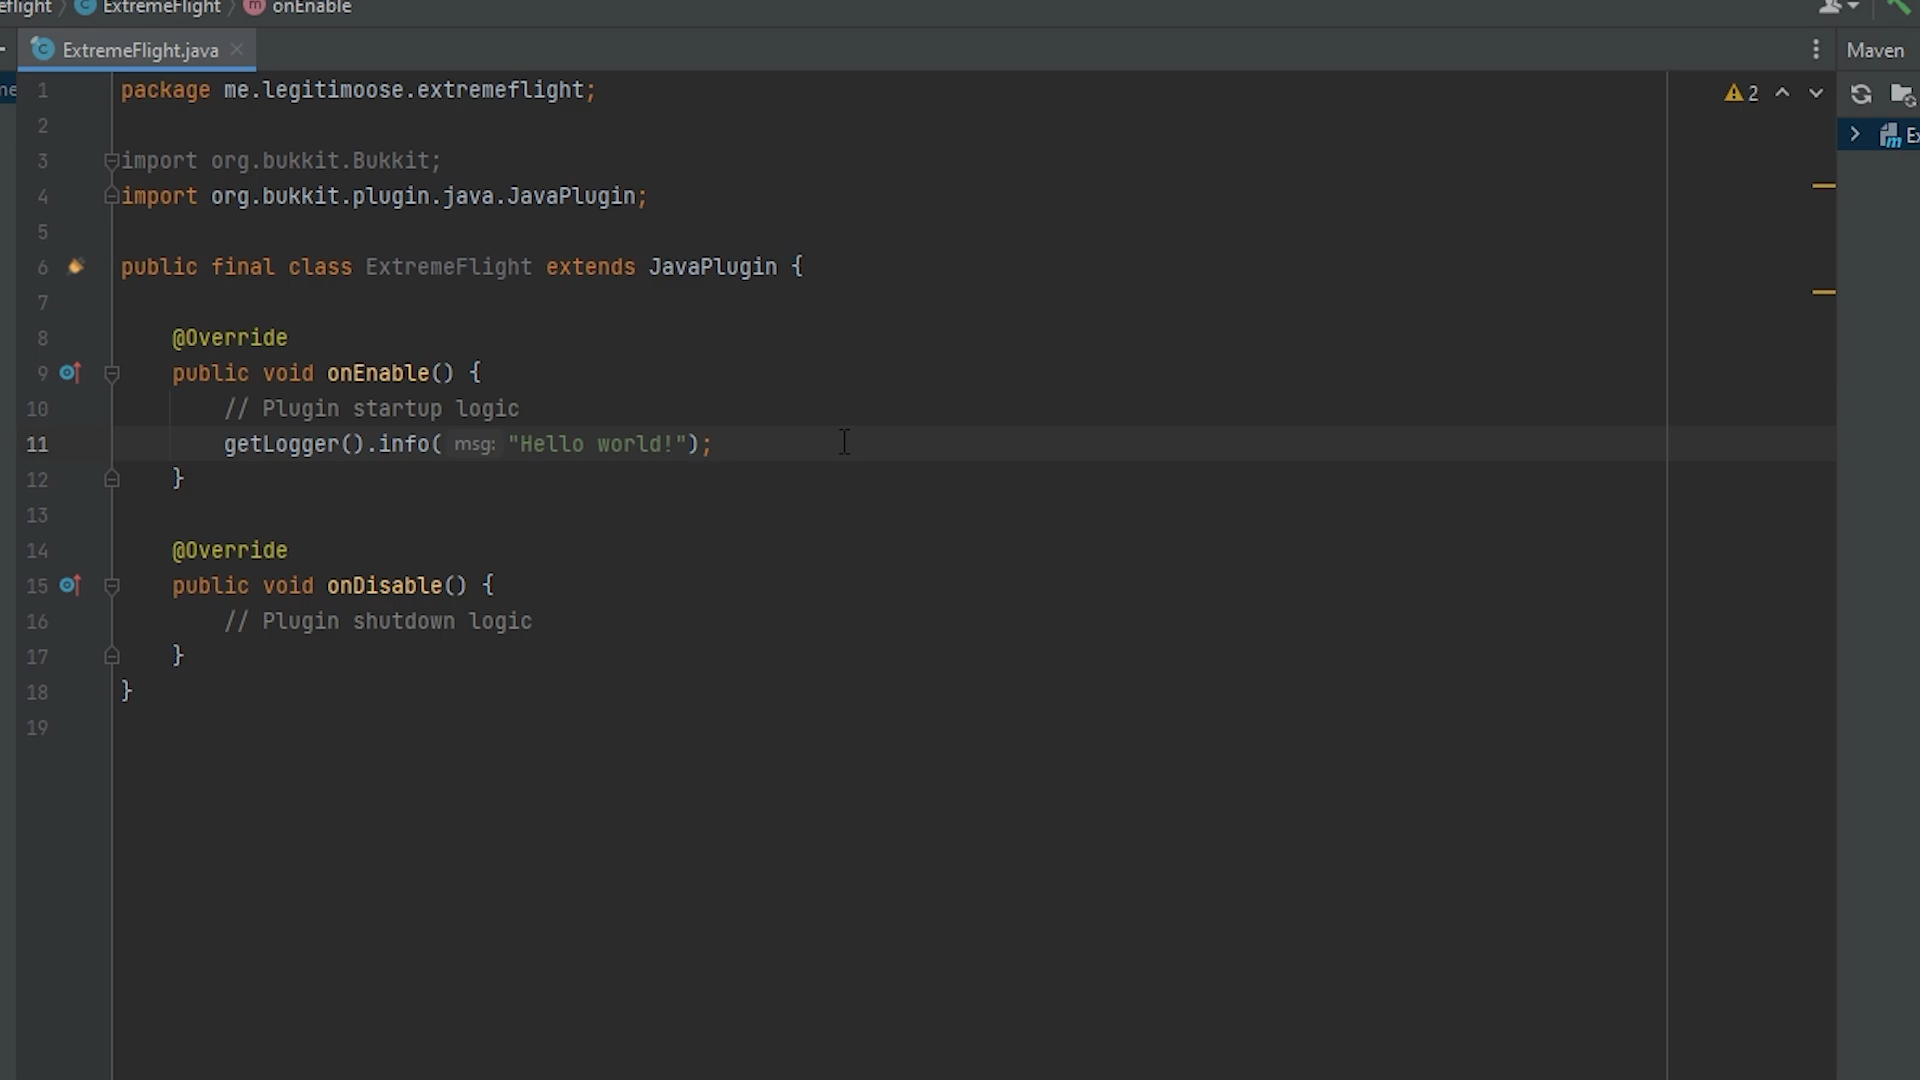 eflight ExtremeFlight onEnable
ExtremeFlight.java
Maven
1 package me.legitimoose.extremeflight;
2
2
3 import org.bukkit.Bukkit;
4 import org.bukkit.plugin.java.JavaPlugin;
5
6 public final class ExtremeFlight extends JavaPlugin {
7
8 @Override
9 public void onEnable() {
10 // Plugin startup logic
11 getLogger().info( msg: "Hello world!");
12 }
13
14 @Override
15 public void onDisable() {
16 // Plugin shutdown logic
17 }
18 }
19